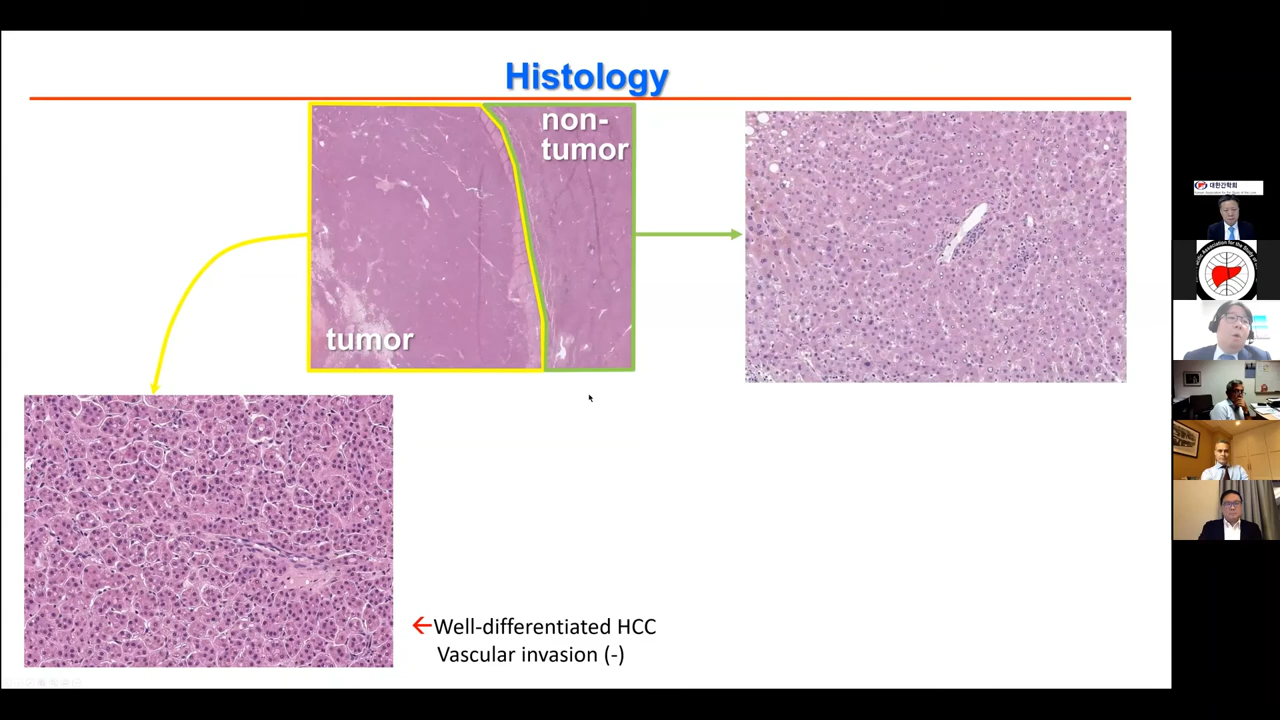 Histology
non-
tumor
tumor
←Well-differentiated HCC
Vascular invasion (-)
대한간학회